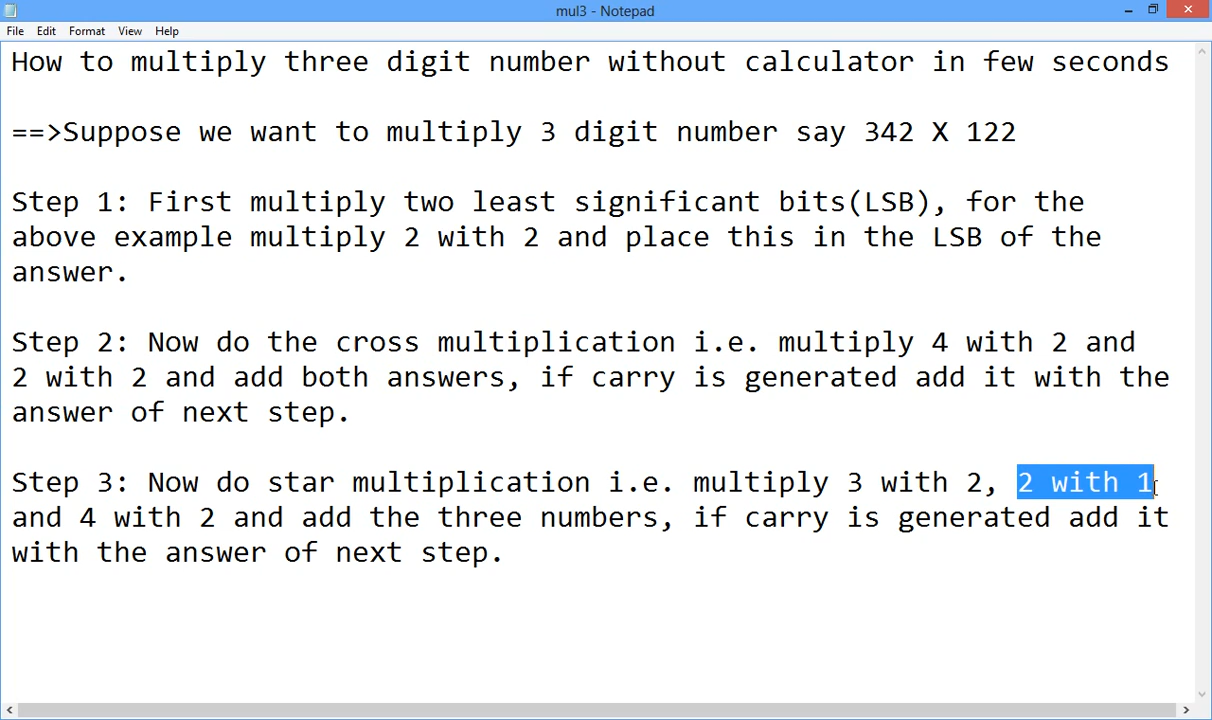 mul3 - Notepad
File Edit Format View Help
How to multiply three digit number without calculator in few seconds
==>Suppose we want to multiply 3 digit number say 342 X 122
Step 1: First multiply two least significant bits(LSB), for the
above example multiply 2 with 2 and place this in the LSB of the
answer.
Step 2: Now do the cross multiplication i.e. multiply 4 with 2 and
2 with 2 and add both answers, if carry is generated add it with the
answer of next step.
Step 3: Now do star multiplication i.e. multiply 3 with 2, 2 with 1
and 4 with 2 and add the three numbers, if carry is generated add it
with the answer of next step.